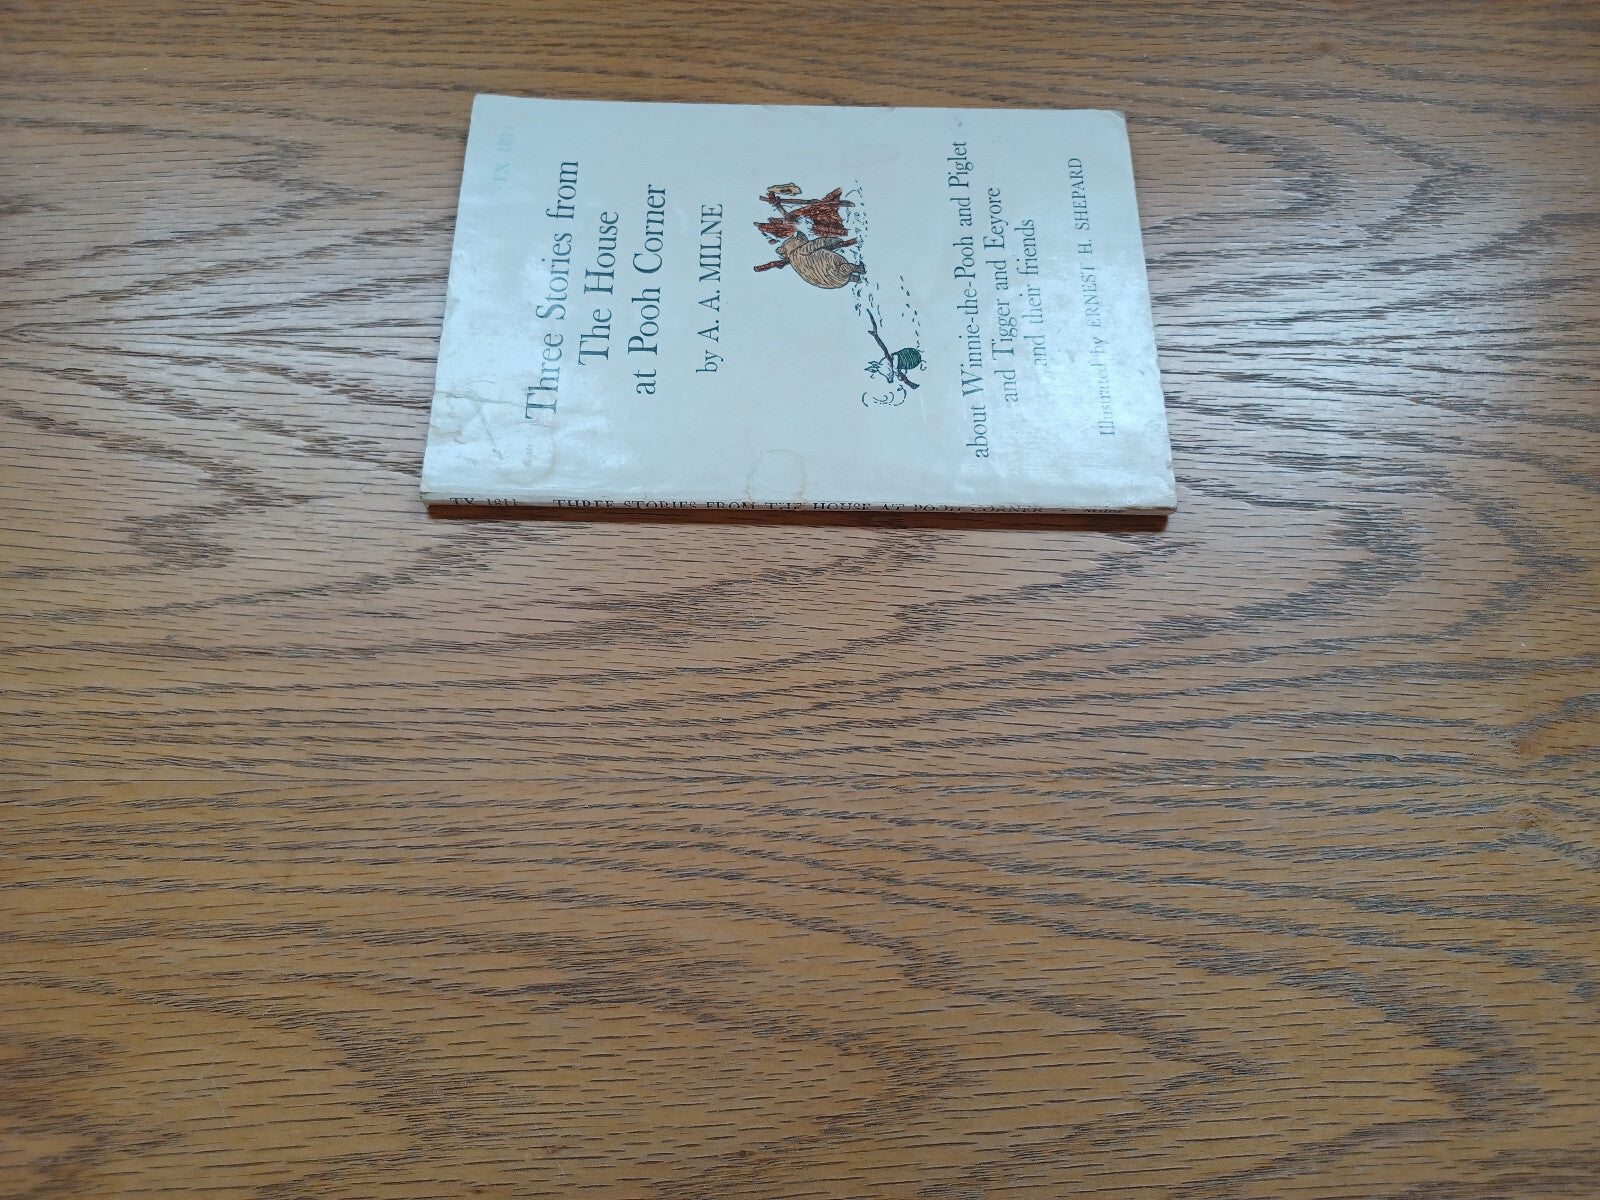 TX 1811
Three Stories from
The House
at Pooh Corner
by A. A. MILNE
about Winnie-the-Pooh and Piglet
and Tigger and Eeyore
and their friends
Illustrated by ERNEST H. SHEPARD
TX 1811 THREE STORIES FROM THE HOUSE AT POOH CORNER Milne